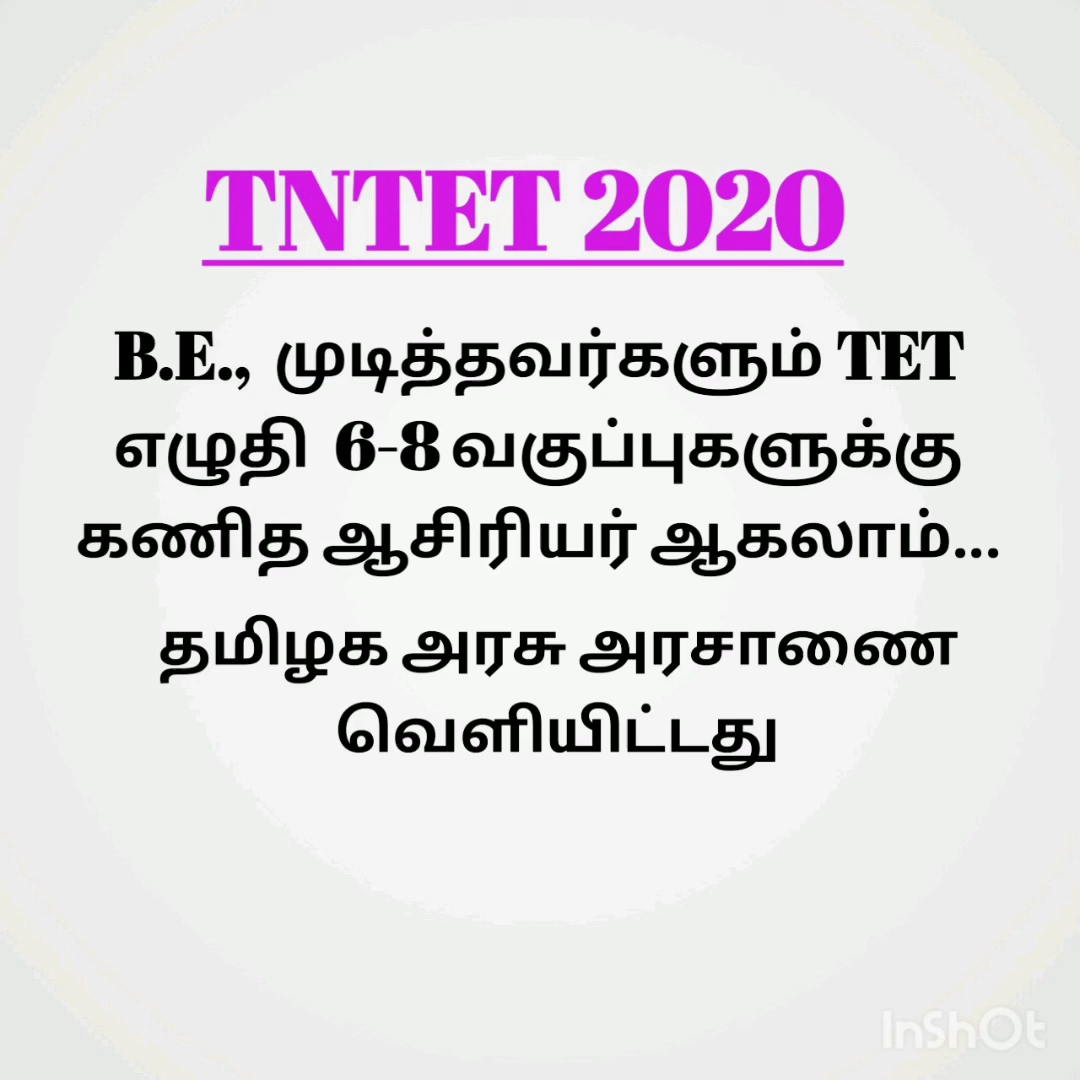 TNTET 2020
B.E., முடித்தவர்களும் TET
எழுதி 6-8 வகுப்புகளுக்கு
கணித ஆசிரியர் ஆகலாம்...
தமிழக அரசு அரசாணை
வெளியிட்டது
InShOt